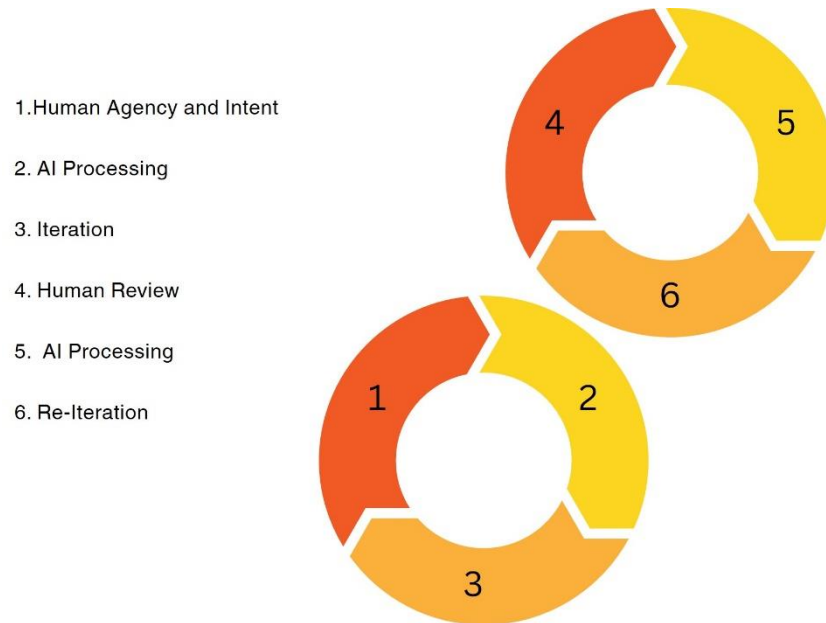 1.Human Agency and Intent
2. AI Processing
3. Iteration
4. Human Review
5. AI Processing
6. Re-Iteration
4
5
6
1
2
3